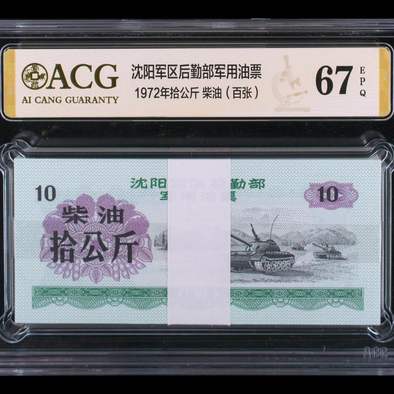 ACG
AI CANG GUARANTY
沈阳军区后勤部军用油票
1972年拾公斤 柴油（百张）
67
EPQ
10
沈阳
勤部
10
柴油
拾公斤